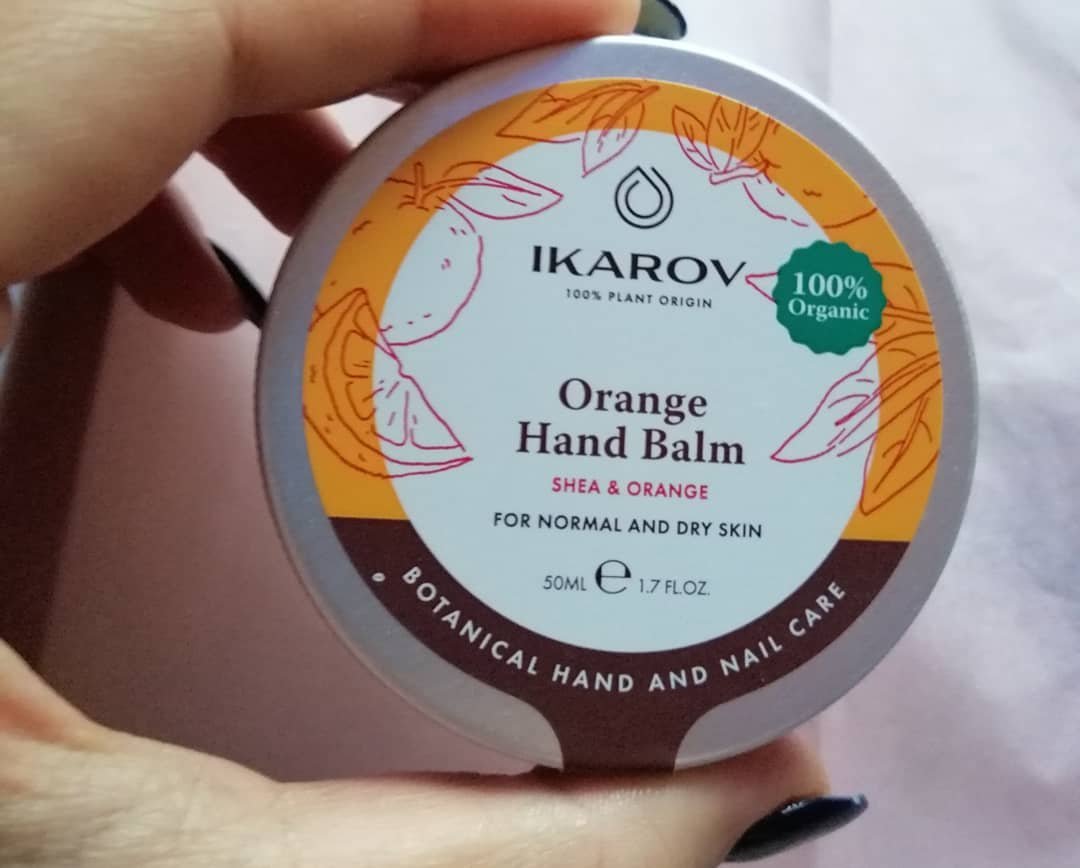 IKAROV
100% PLANT ORIGIN
100%
Organic
Orange
Hand Balm
SHEA & ORANGE
FOR NORMAL AND DRY SKIN
50ML ℮ 1.7 FL.OZ.
BOTANICAL HAND AND NAIL CARE